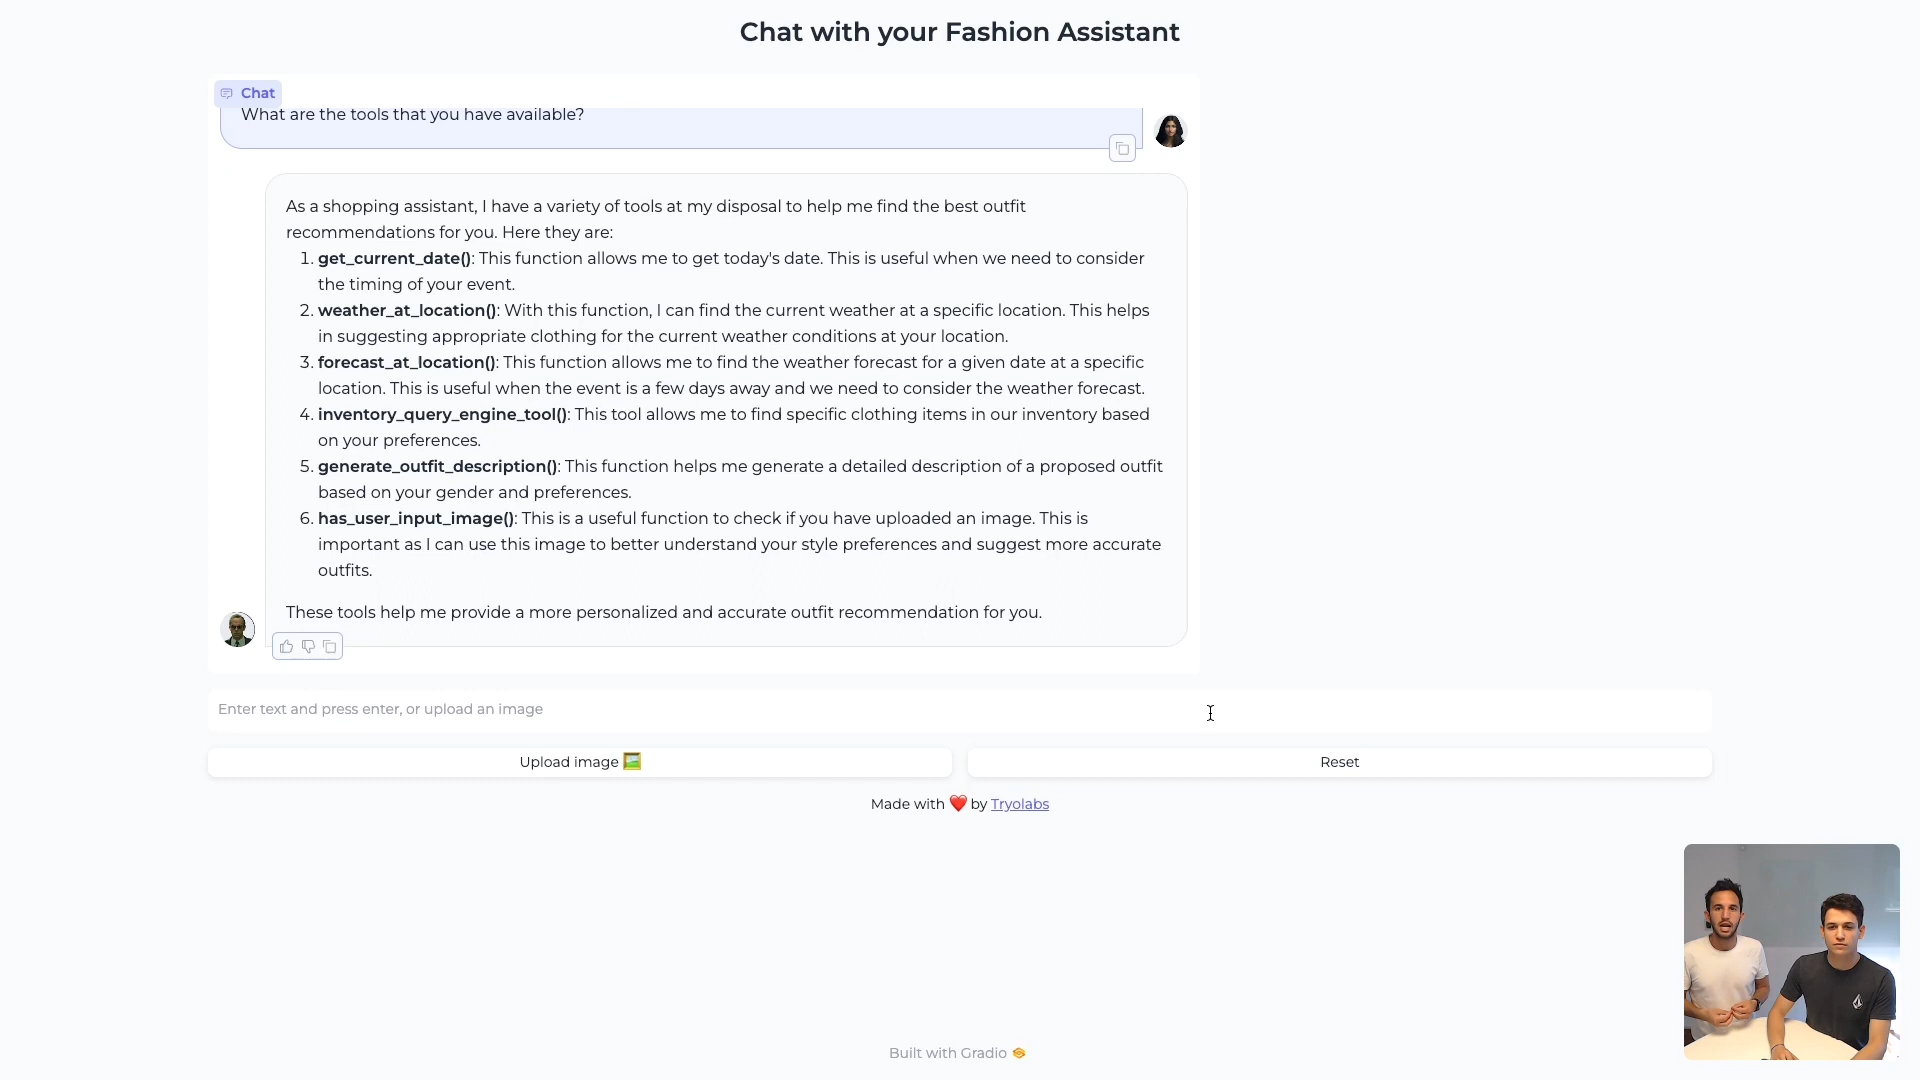 Chat with your Fashion Assistant
Chat
What are the tools that you have available?
As a shopping assistant, I have a variety of tools at my disposal to help me find the best outfit
recommendations for you. Here they are:
1. get_current_date(): This function allows me to get today's date. This is useful when we need to consider
the timing of your event.
2. weather_at_location(): With this function, I can find the current weather at a specific location. This helps
in suggesting appropriate clothing for the current weather conditions at your location.
3. forecast_at_location(): This function allows me to find the weather forecast for a given date at a specific
location. This is useful when the event is a few days away and we need to consider the weather forecast.
4. inventory_query_engine_tool(): This tool allows me to find specific clothing items in our inventory based
on your preferences.
5. generate_outfit_description(): This function helps me generate a detailed description of a proposed outfit
based on your gender and preferences.
6. has_user_input_image(): This is a useful function to check if you have uploaded an image. This is
important as I can use this image to better understand your style preferences and suggest more accurate
outfits.
These tools help me provide a more personalized and accurate outfit recommendation for you.
Enter text and press enter, or upload an image
Upload image 🖼️
Reset
Made with ❤️ by Tryolabs
Built with Gradio